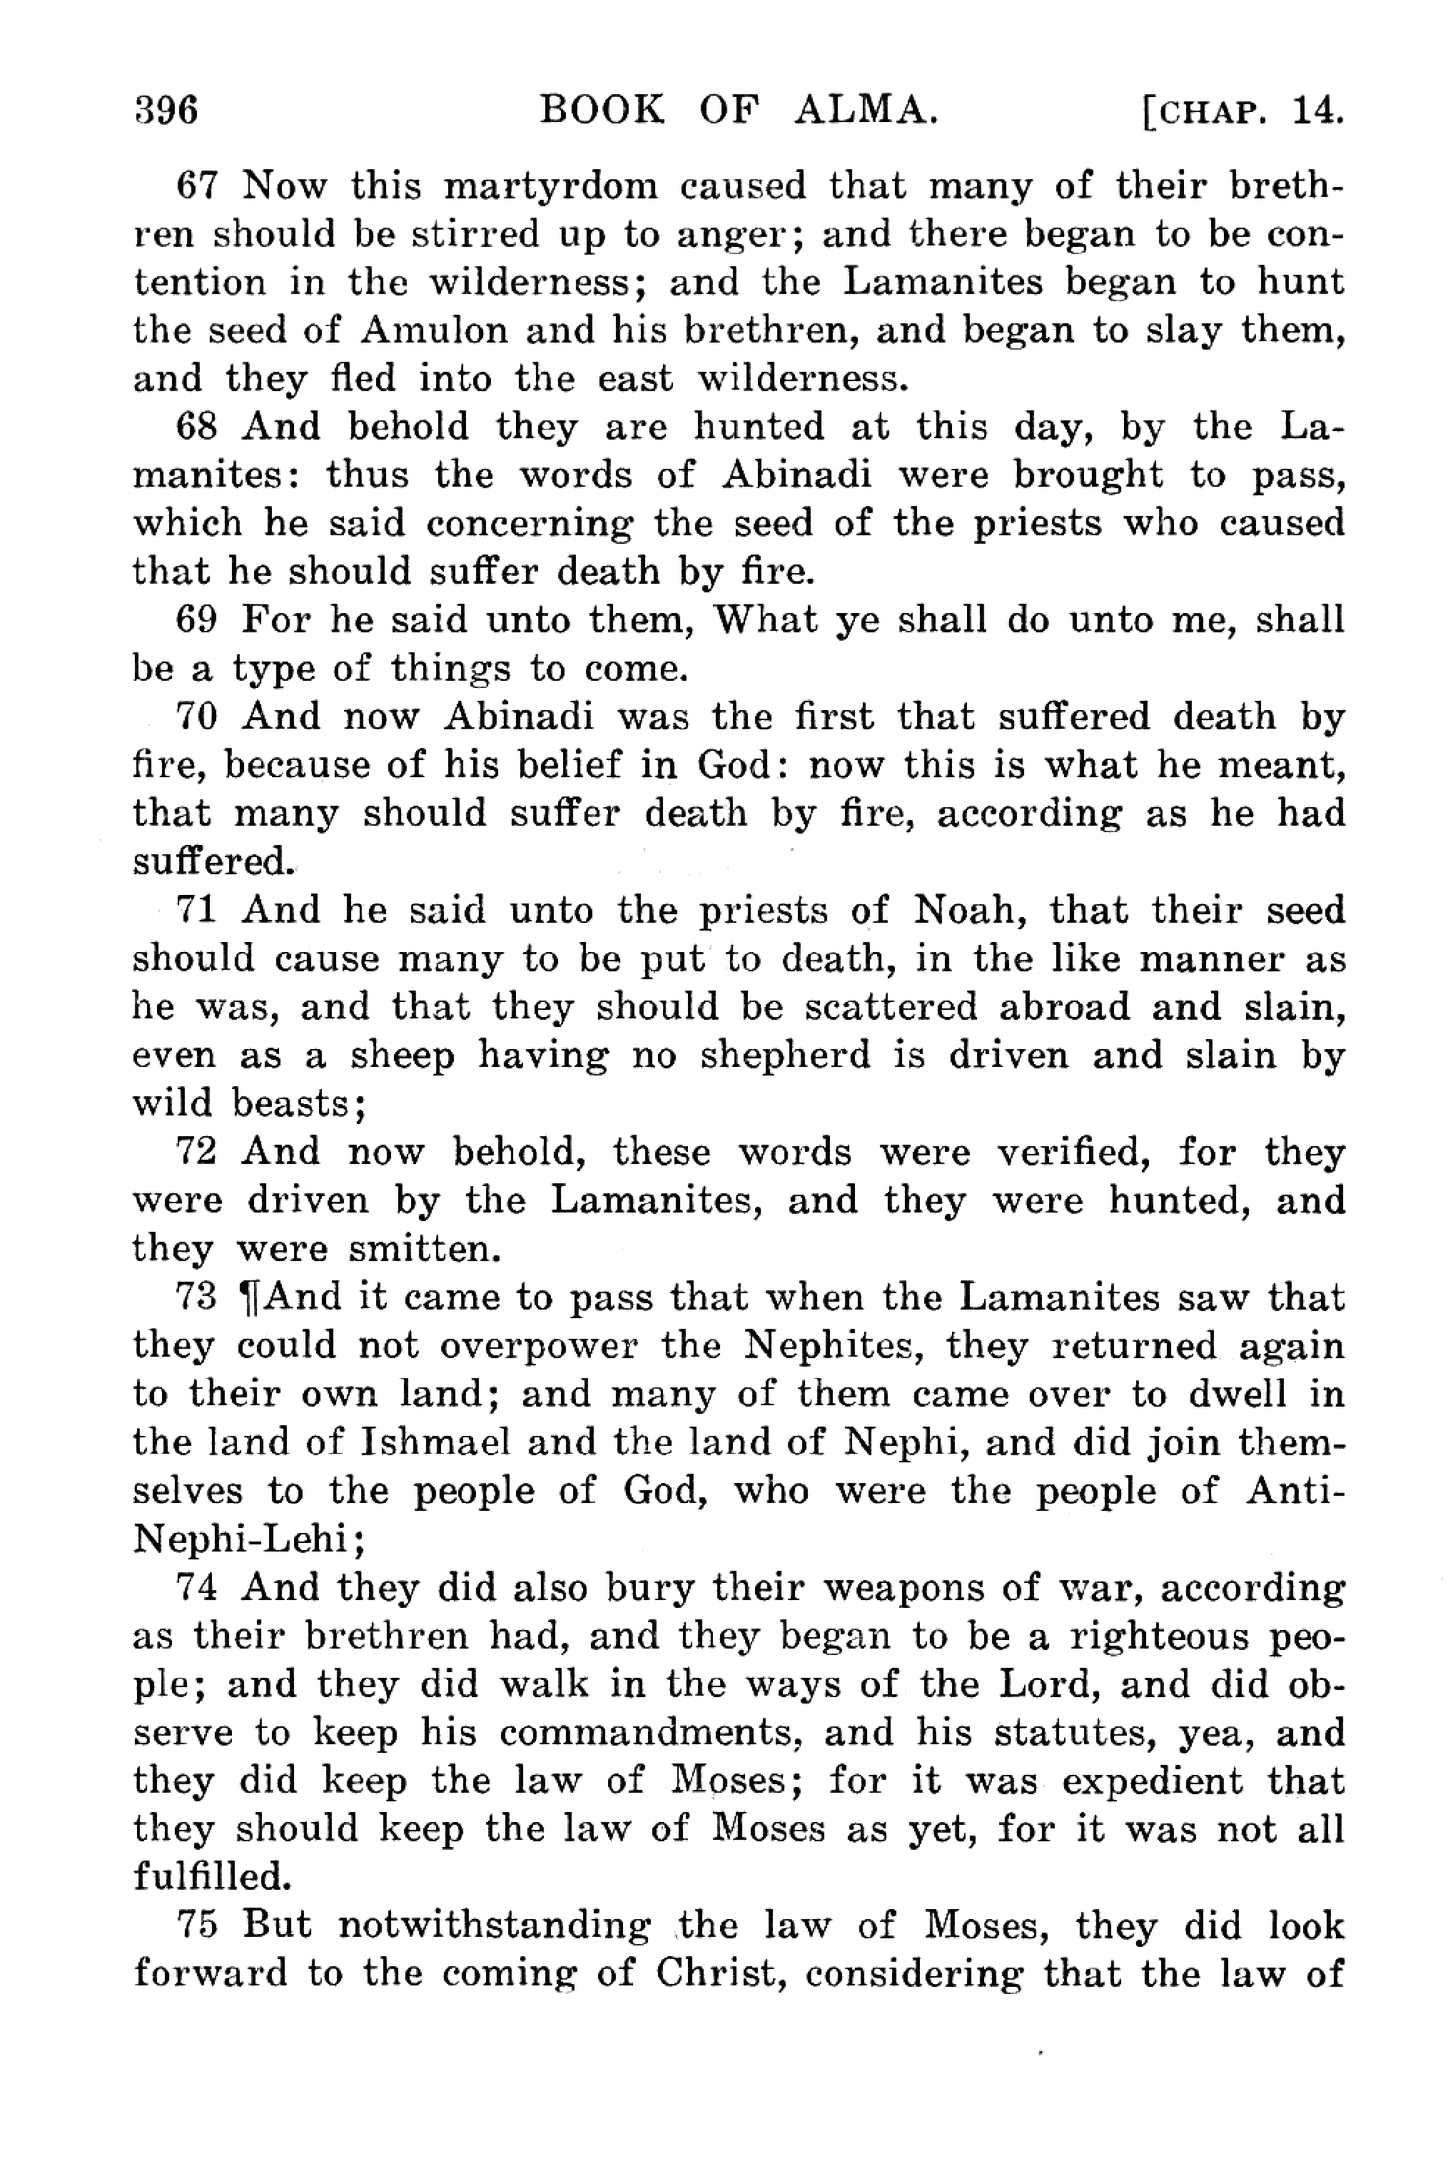 396 BOOK OF ALMA. [CHAP. 14.
67 Now this martyrdom caused that many of their breth-
ren should be stirred up to anger; and there began to be con-
tention in the wilderness; and the Lamanites began to hunt
the seed of Amulon and his brethren, and began to slay them,
and they fled into the east wilderness.
68 And behold they are hunted at this day, by the La-
manites: thus the words of Abinadi were brought to pass,
which he said concerning the seed of the priests who caused
that he should suffer death by fire.
69 For he said unto them, What ye shall do unto me, shall
be a type of things to come.
70 And now Abinadi was the first that suffered death by
fire, because of his belief in God: now this is what he meant,
that many should suffer death by fire, according as he had
suffered.
71 And he said unto the priests of Noah, that their seed
should cause many to be put to death, in the like manner as
he was, and that they should be scattered abroad and slain,
even as a sheep having no shepherd is driven and slain by
wild beasts;
72 And now behold, these words were verified, for they
were driven by the Lamanites, and they were hunted, and
they were smitten.
73 ¶And it came to pass that when the Lamanites saw that
they could not overpower the Nephites, they returned again
to their own land; and many of them came over to dwell in
the land of Ishmael and the land of Nephi, and did join them-
selves to the people of God, who were the people of Anti-
Nephi-Lehi;
74 And they did also bury their weapons of war, according
as their brethren had, and they began to be a righteous peo-
ple; and they did walk in the ways of the Lord, and did ob-
serve to keep his commandments, and his statutes, yea, and
they did keep the law of Moses; for it was expedient that
they should keep the law of Moses as yet, for it was not all
fulfilled.
75 But notwithstanding the law of Moses, they did look
forward to the coming of Christ, considering that the law of